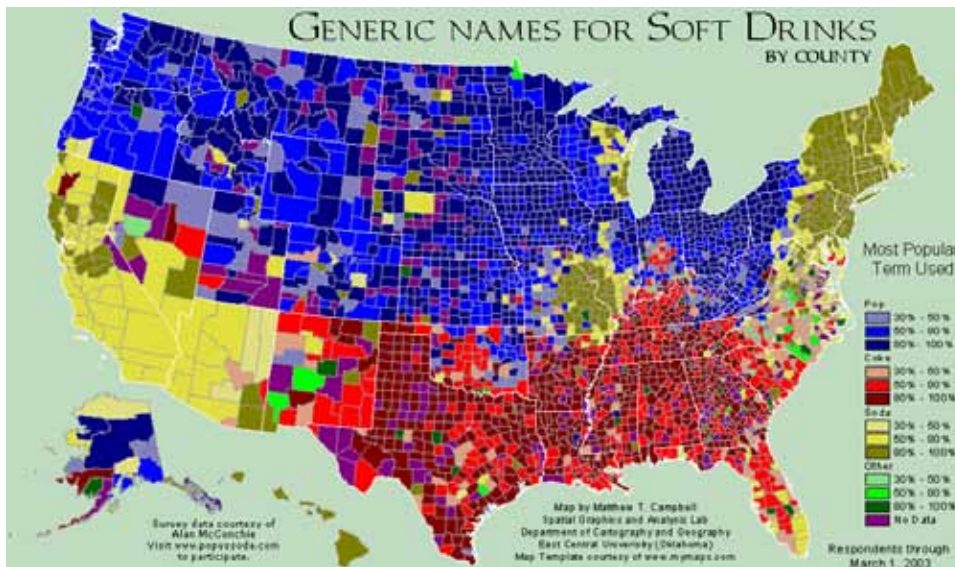 GENERIC NAMES FOR SOFT DRINKS
BY COUNTY
Most Popular
Term Used
Pop
30% - 50%
50% - 80%
80% - 100%
Coke
30% - 50%
50% - 80%
80% - 100%
Soda
30% - 50%
50% - 80%
80% - 100%
Other
30% - 50%
50% - 80%
80% - 100%
No Data
Survey data courtesy of
Alan McConchie
Visit www.popvssoda.com
to participate.
Map by Matthew T. Campbell
Spatial Graphics and Analysis Lab
Department of Cartography and Geography
East Central University (Oklahoma)
Map Template courtesy of www.mymaps.com
Respondents through
March 1, 2003